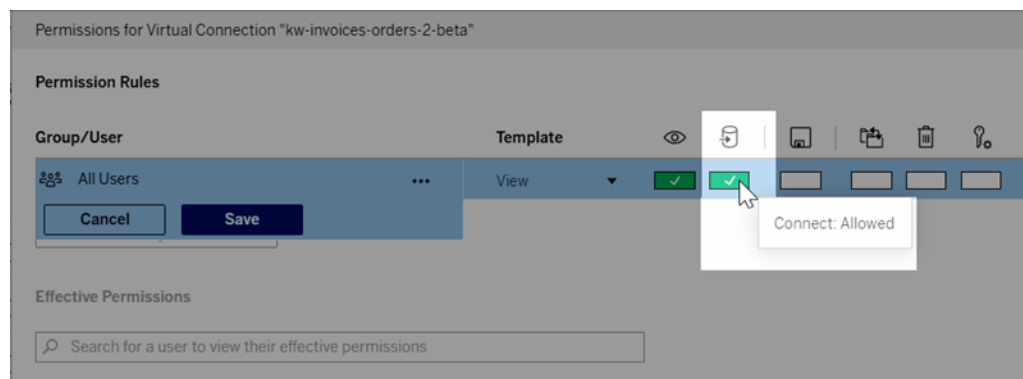 Permissions for Virtual Connection "kw-invoices-orders-2-beta"
Permission Rules
Group/User Template
All Users View
Cancel Save
Connect: Allowed
Effective Permissions
Search for a user to view their effective permissions